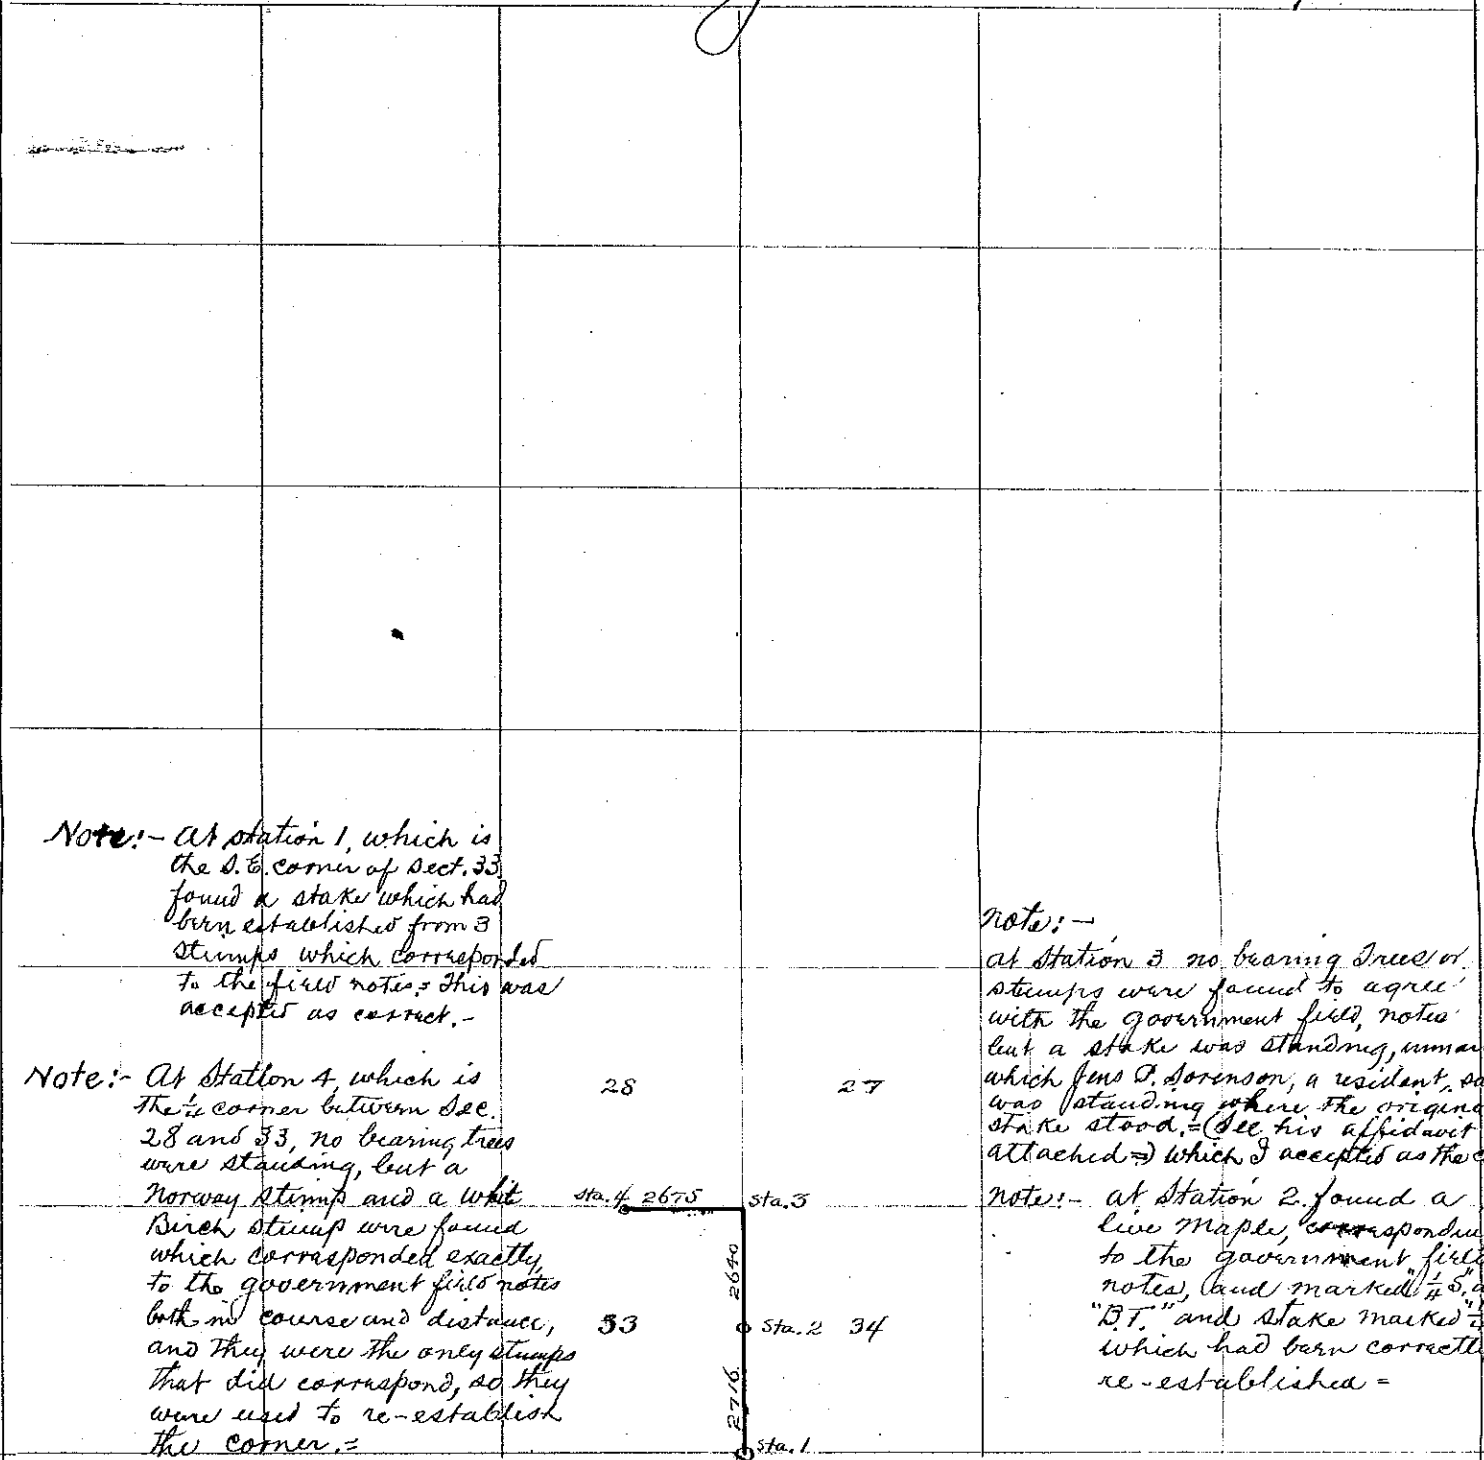 Note:- At station 1, which is
the S.E. corner of Sect. 33
found a stake which had
been established from 3
stumps which corresponded
to the field notes = This was
accepted as correct.-
Note:- At Station 4, which is
the ¼ corner between Sec.
28 and 33, no bearing trees
were standing, but a
Norway stump and a whit
Birch stump were found
which corresponded exactly,
to the government field notes
both in course and distance,
and they were the only stumps
that did correspond, so they
were used to re-establish
the corner.=
28
27
Sta. 4 2675 Sta. 3
2640
33
Sta. 2 34
2716
Sta. 1
Note:-
at Station 3 no bearing Trees or
stumps were found to agree
with the government field, notes
but a stake was standing, unmar
which Jens P. Sorenson, a resident, sa
was standing where the origina
stake stood.=(See his affidavit
attached=) which I accepted as the c
Note:- at Station 2 found a
live Maple, correspondin
to the government field
notes, and marked "¼ S."
"B.T." and stake marked
which had been correctl
re-established =